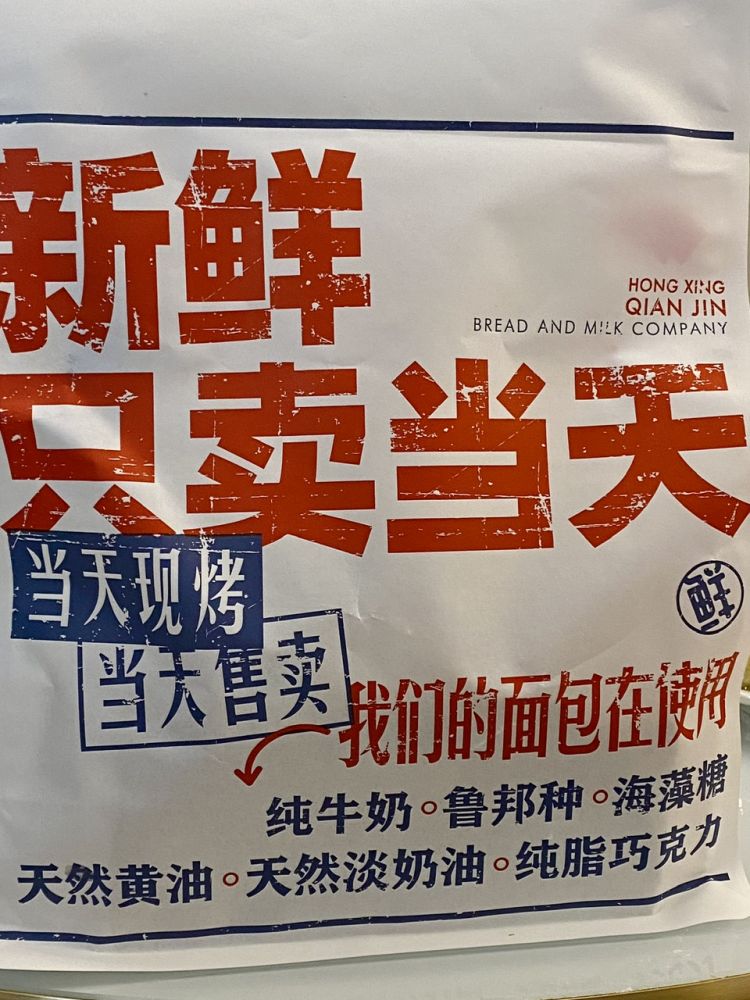 新鲜
HONG XING
QIAN JIN
BREAD AND MILK COMPANY
只卖当天
当天现烤
当天售卖
我们的面包在使用
纯牛奶。鲁邦种。海藻糖
天然黄油。天然淡奶油。纯脂巧克力